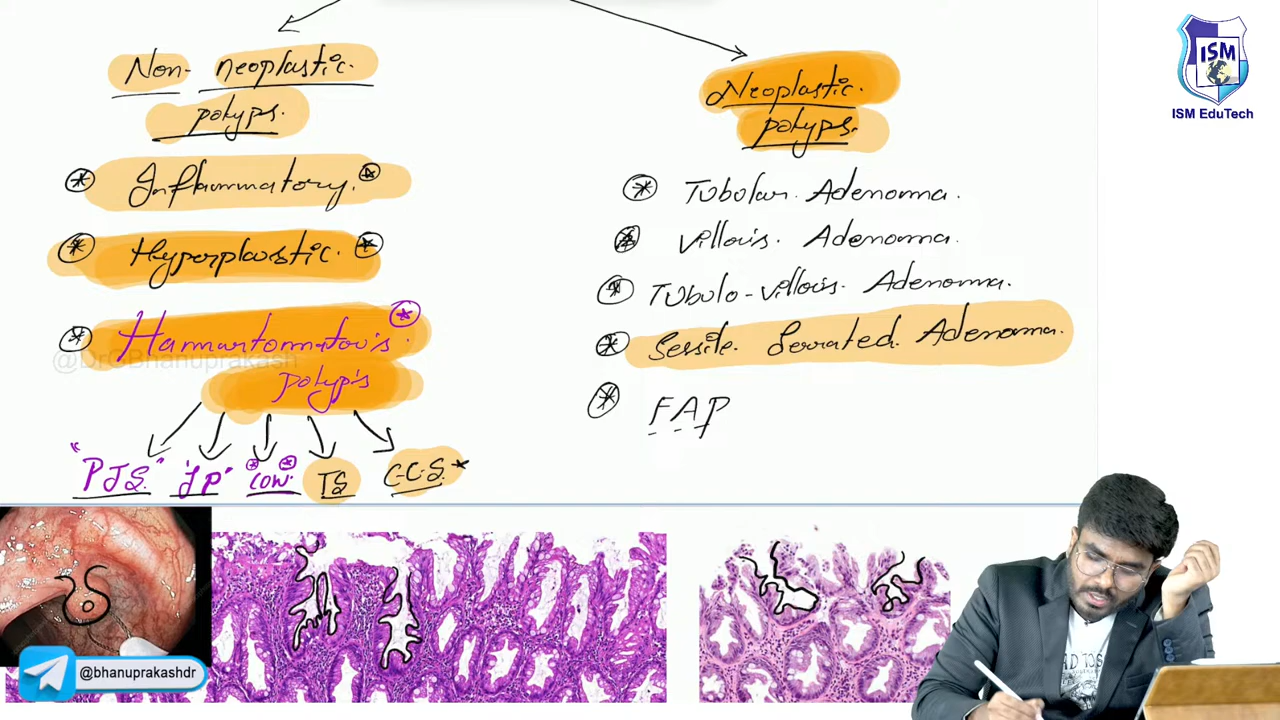 Non-neoplastic
polyps.
Inflammatory.
Hyperplastic.
Hamartomatous
polyps
"PJS" "JP" COW. TS C.C.S.
Neoplastic
polyps.
Tubular Adenoma.
Villous Adenoma.
Tubulo-villous Adenoma.
Sessile Serrated Adenoma.
FAP
ISM
ISM EduTech
@DrGBhanuprakash
@bhanuprakashdr